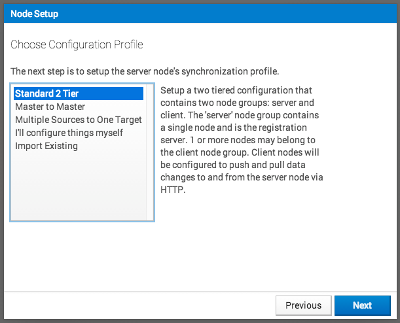 Node Setup
Choose Configuration Profile
The next step is to setup the server node's synchronization profile.
Standard 2 Tier
Master to Master
Multiple Sources to One Target
I'll configure things myself
Import Existing
Setup a two tiered configuration that
contains two node groups: server and
client. The 'server' node group contains
a single node and is the registration
server. 1 or more nodes may belong to
the client node group. Client nodes will
be configured to push and pull data
changes to and from the server node via
HTTP.
Previous
Next